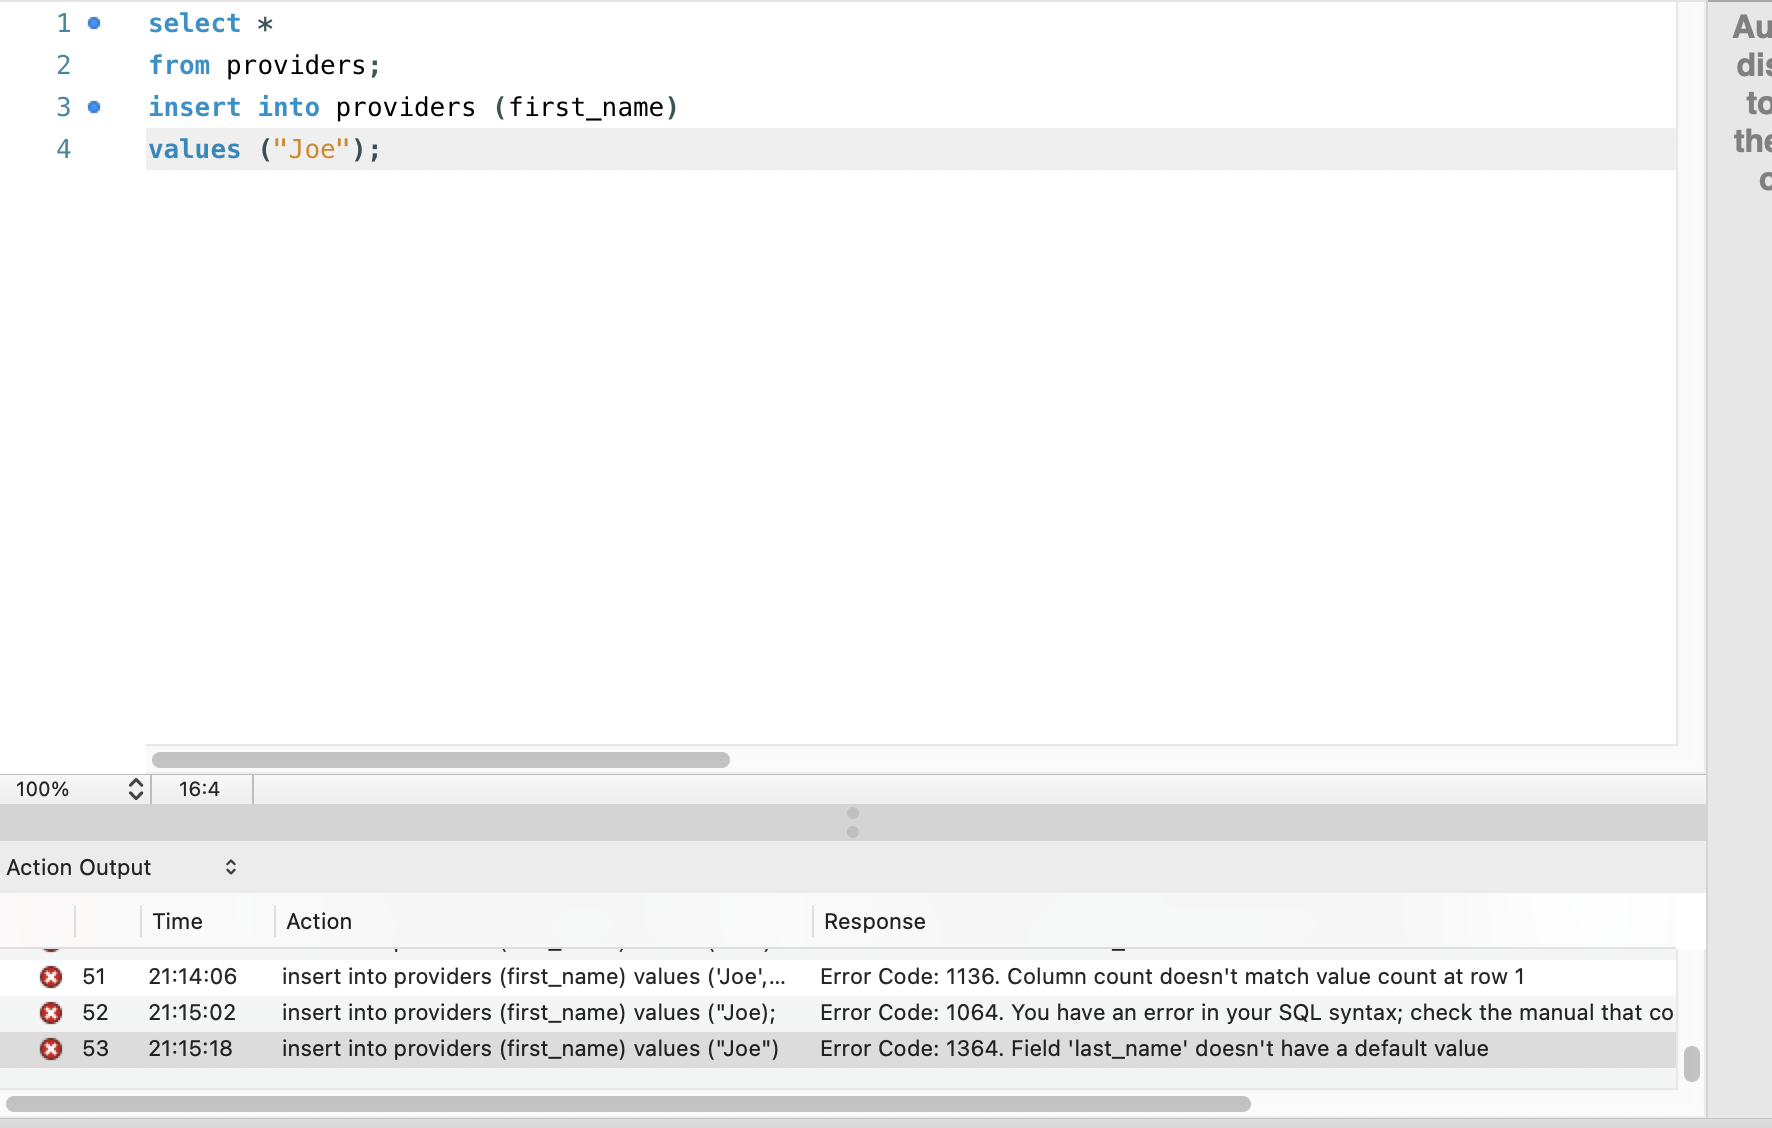 1 select *
2 from providers;
3 insert into providers (first_name)
4 values ("Joe");
100% 16:4
Action Output
Time Action Response
51 21:14:06 insert into providers (first_name) values ('Joe',... Error Code: 1136. Column count doesn't match value count at row 1
52 21:15:02 insert into providers (first_name) values ("Joe); Error Code: 1064. You have an error in your SQL syntax; check the manual that co
53 21:15:18 insert into providers (first_name) values ("Joe") Error Code: 1364. Field 'last_name' doesn't have a default value
Au
dis
to
the